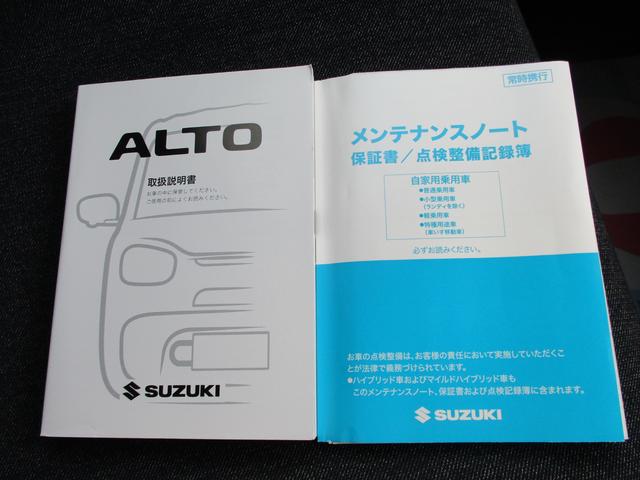 ALTO
取扱説明書
お車の中に保管してください。
ご使用の前によくお読みください。
SUZUKI
常時携行
メンテナンスノート
保証書/点検整備記録簿
自家用乗用車
●普通乗用車
●小型乗用車
(ランディを除く)
●軽乗用車
●特種用途車
(車いす移動車)
必ずお読みください。
お車の点検整備は、お客様の責任において実施していただくこ
とが法律で義務づけられています。
●ハイブリッド車およびマイルドハイブリッド車も
このメンテナンスノート、保証書および点検記録簿に含まれます。
SUZUKI